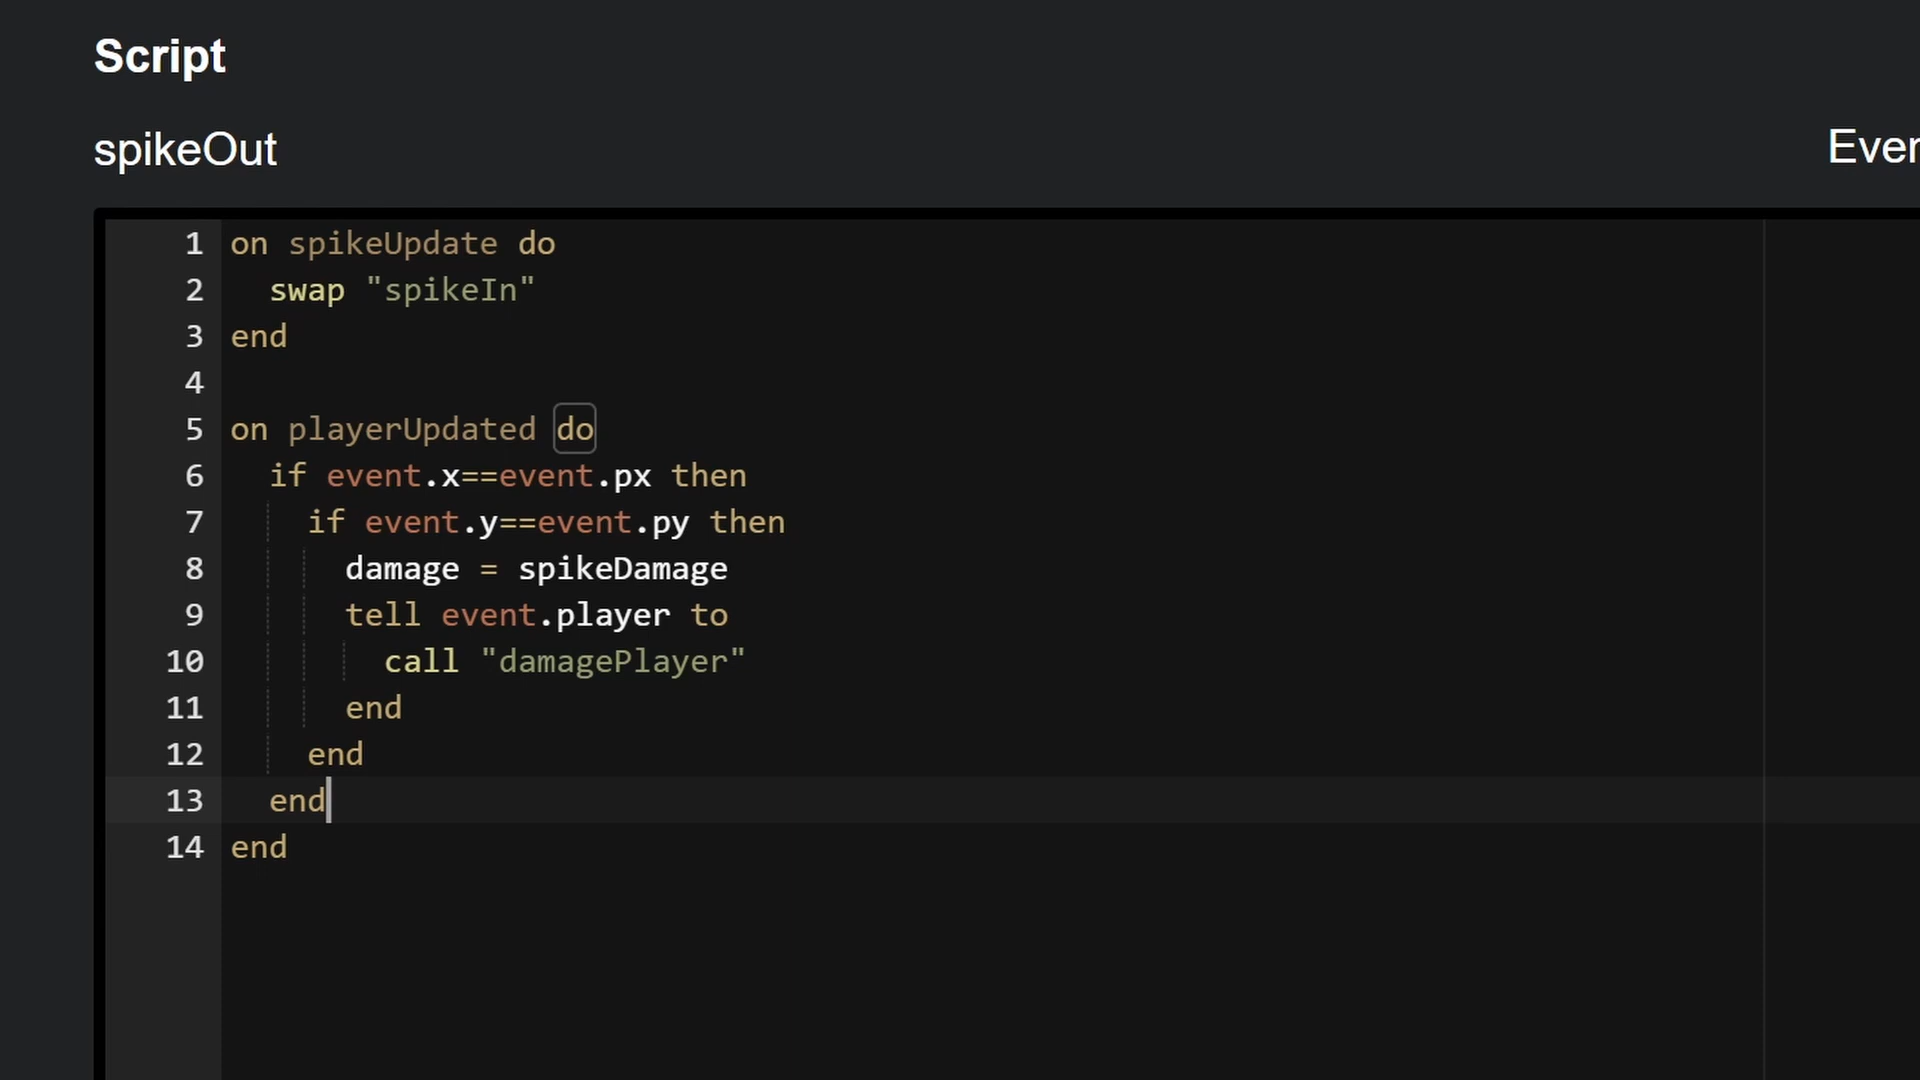 Script
spikeOut
1 on spikeUpdate do
2 swap "spikeIn"
3 end
4
5 on playerUpdated do
6 if event.x==event.px then
7 if event.y==event.py then
8 damage = spikeDamage
9 tell event.player to
10 call "damagePlayer"
11 end
12 end
13 end
14 end